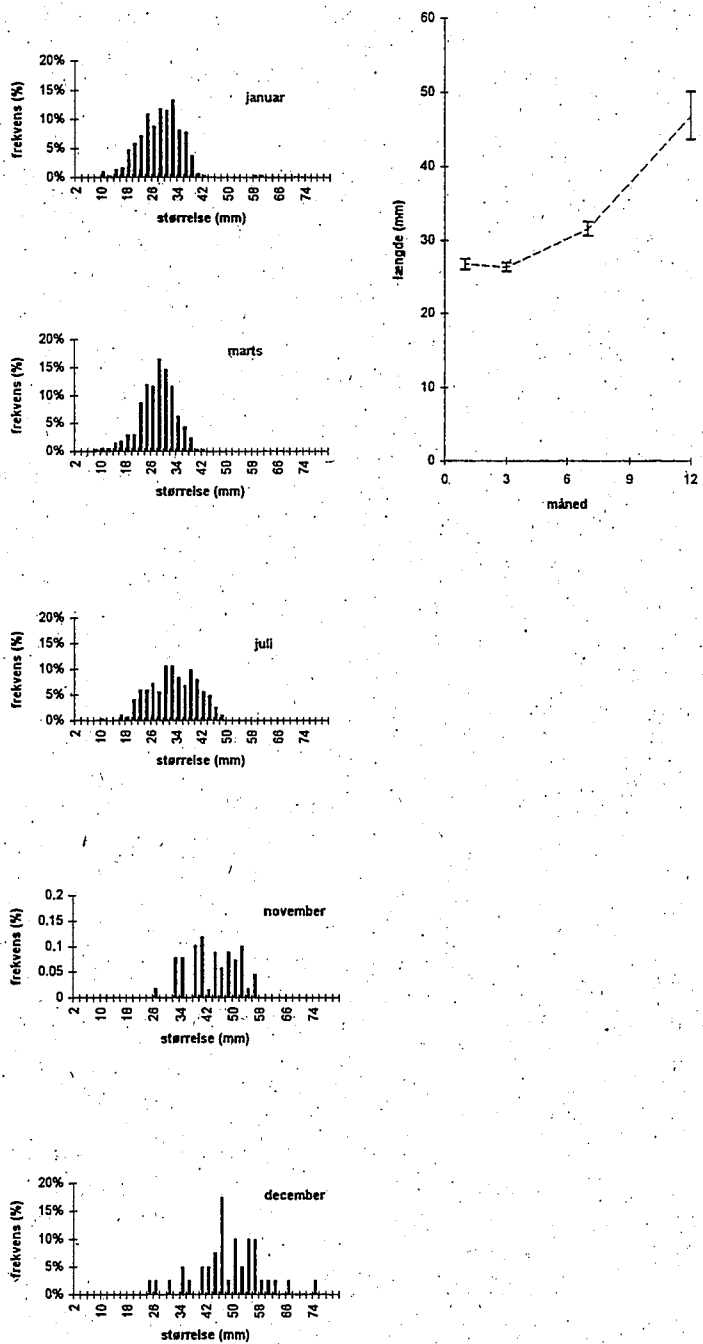 20%
15%
10%
5%
0%
frekvens (%)
januar
2 10 18 26 34 42 50 58 66 74
størrelse (mm)
20%
15%
10%
5%
0%
frekvens (%)
marts
2 10 18 26 34 42 50 58 66 74
størrelse (mm)
20%
15%
10%
5%
0%
frekvens (%)
juli
2 10 18 26 34 42 50 58 66 74
størrelse (mm)
0.2
0.15
0.1
0.05
0
frekvens (%)
november
2 10 18 26 34 42 50 58 66 74
størrelse (mm)
20%
15%
10%
5%
0%
frekvens (%)
december
2 10 18 26 34 42 50 58 66 74
størrelse (mm)
60
50
40
30
20
10
0
længde (mm)
0 3 6 9 12
måned